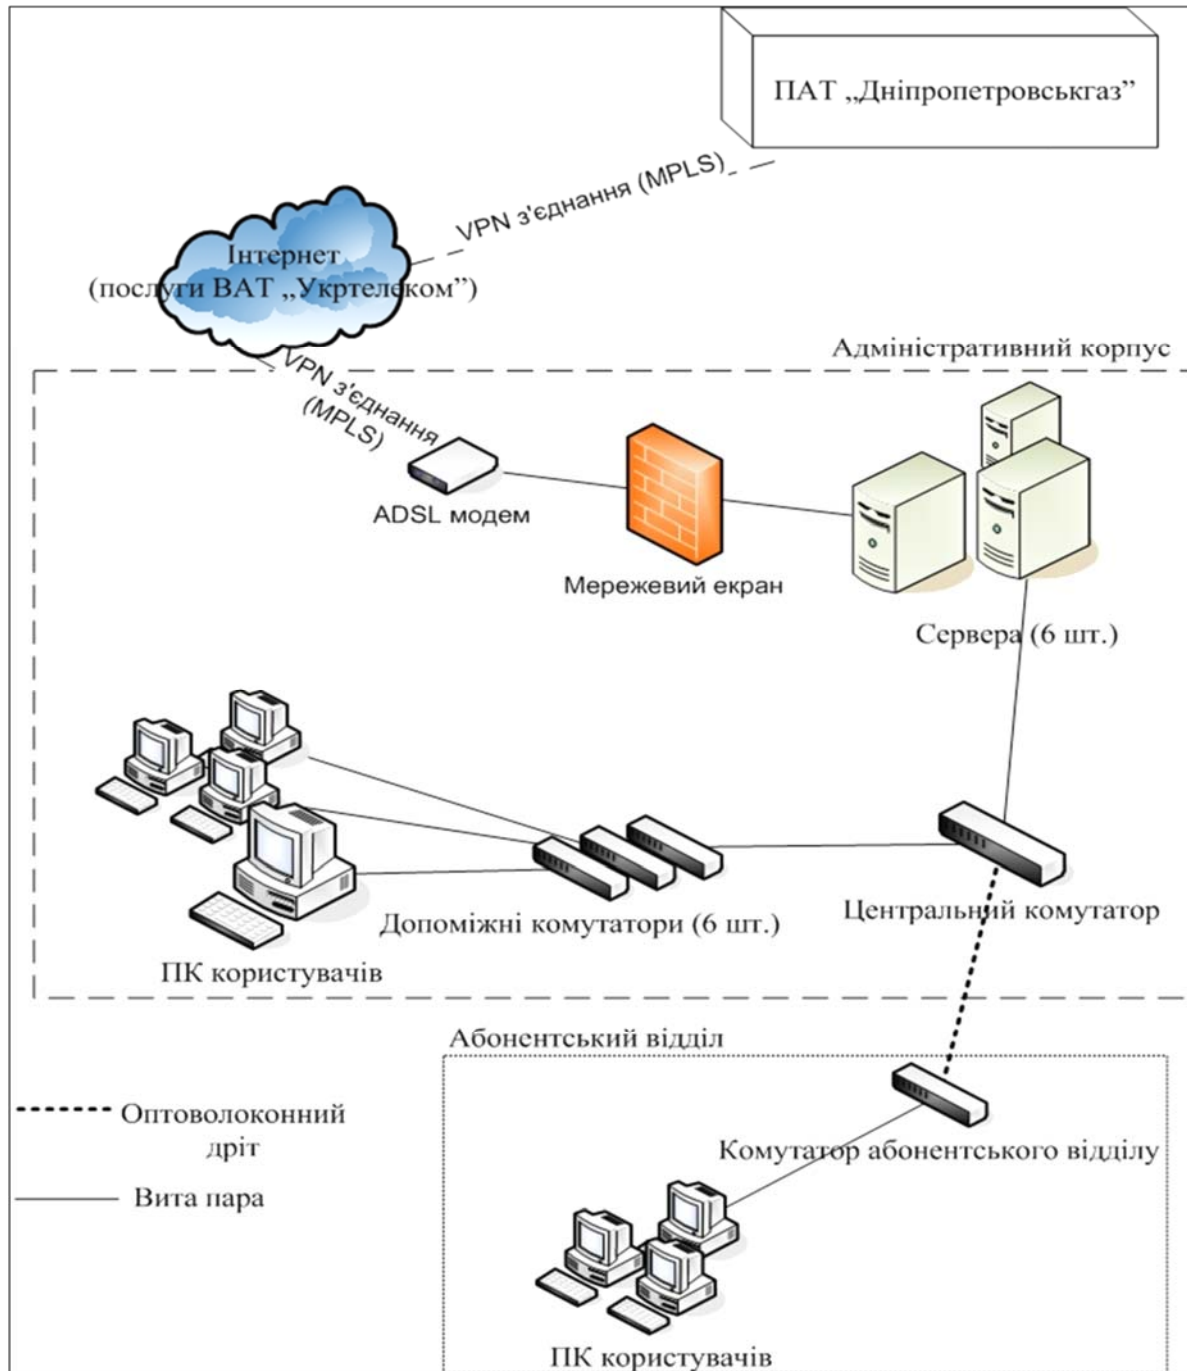 ПАТ „Дніпропетровськгаз”
VPN з'єднання (MPLS)
Інтернет
(послуги ВАТ „Укртелеком”)
VPN з'єднання
(MPLS)
Адміністративний корпус
ADSL модем
Мережевий екран
Сервера (6 шт.)
Допоміжні комутатори (6 шт.)
Центральний комутатор
ПК користувачів
Абонентський відділ
Оптоволоконний
дріт
Комутатор абонентського відділу
Вита пара
ПК користувачів